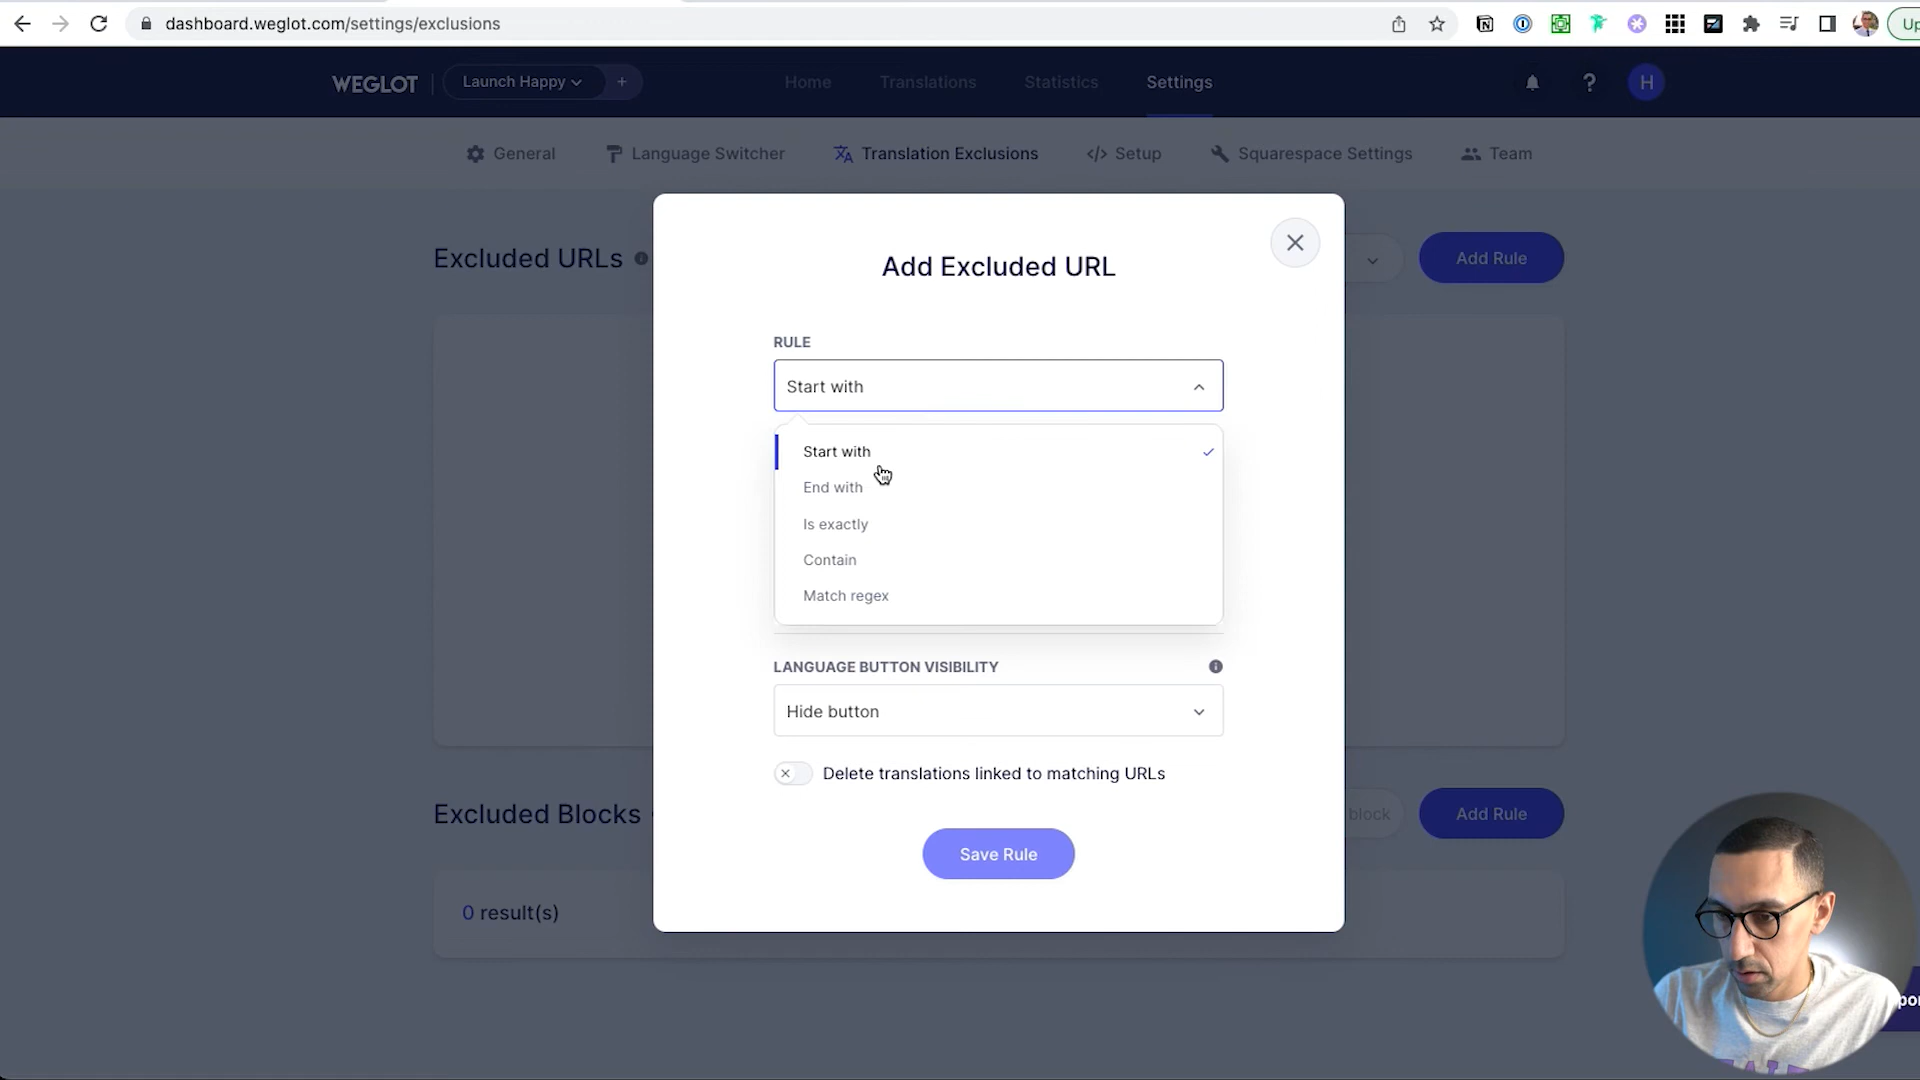 dashboard.weglot.com/settings/exclusions
Up
WEGLOT
Launch Happy
+
Home
Translations
Statistics
Settings
?
H
General
Language Switcher
Translation Exclusions
</> Setup
Squarespace Settings
Team
Excluded URLs
Add Rule
Add Excluded URL
RULE
Start with
Start with
End with
Is exactly
Contain
Match regex
LANGUAGE BUTTON VISIBILITY
Hide button
Delete translations linked to matching URLs
Save Rule
Excluded Blocks
block
Add Rule
0 result(s)